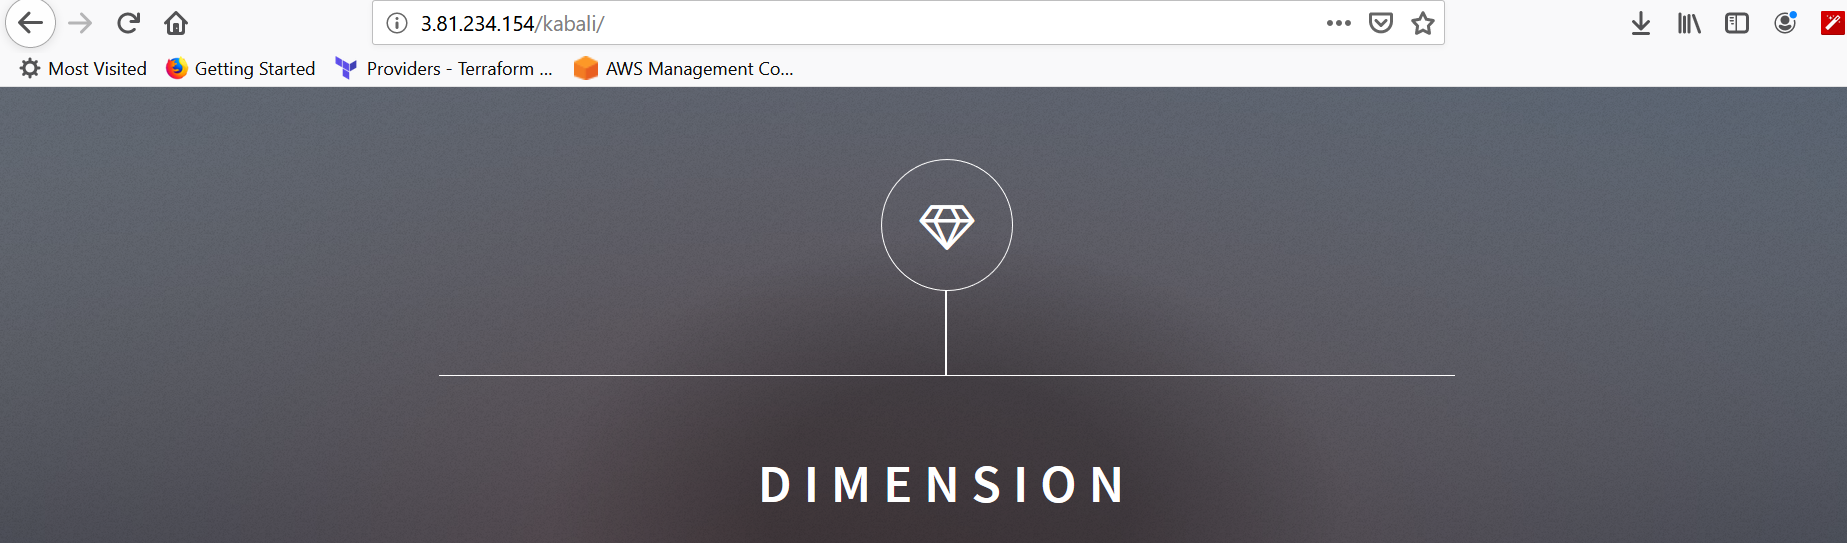 3.81.234.154/kabali/
Most Visited Getting Started Providers - Terraform ... AWS Management Co...
DIMENSION